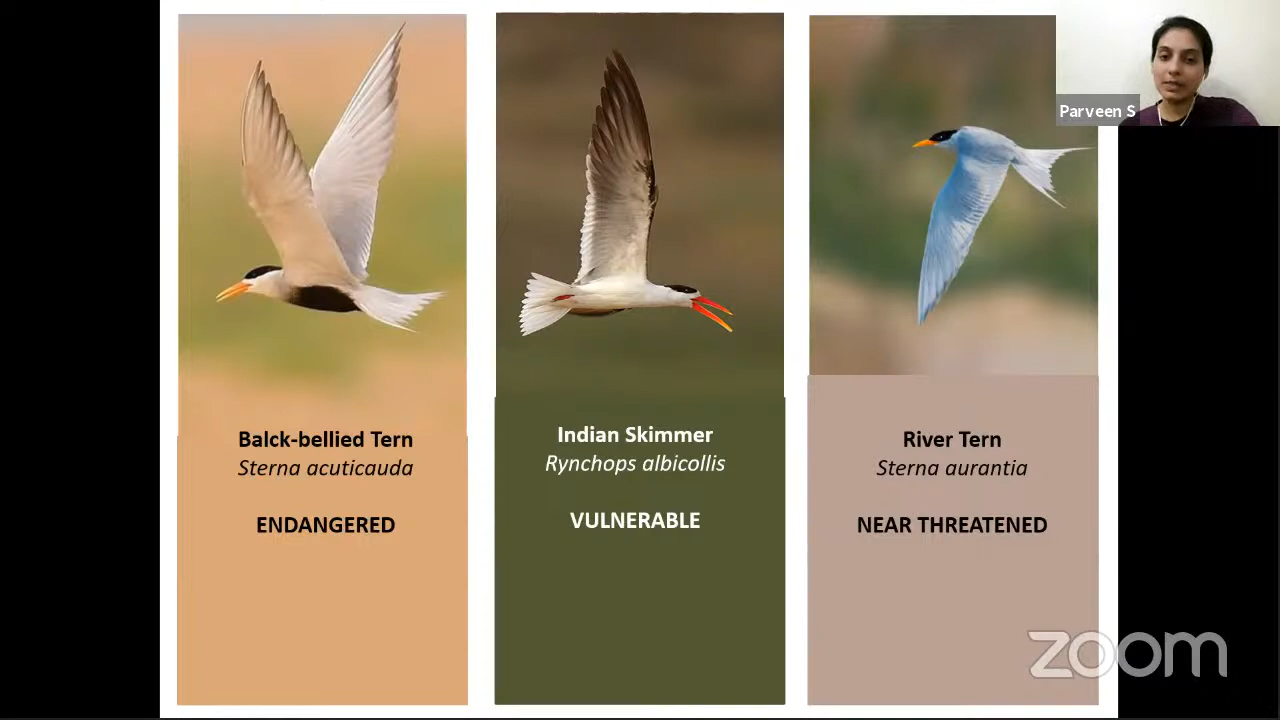 Parveen S
Balck-bellied Tern
Sterna acuticauda
ENDANGERED
Indian Skimmer
Rynchops albicollis
VULNERABLE
River Tern
Sterna aurantia
NEAR THREATENED
zoom